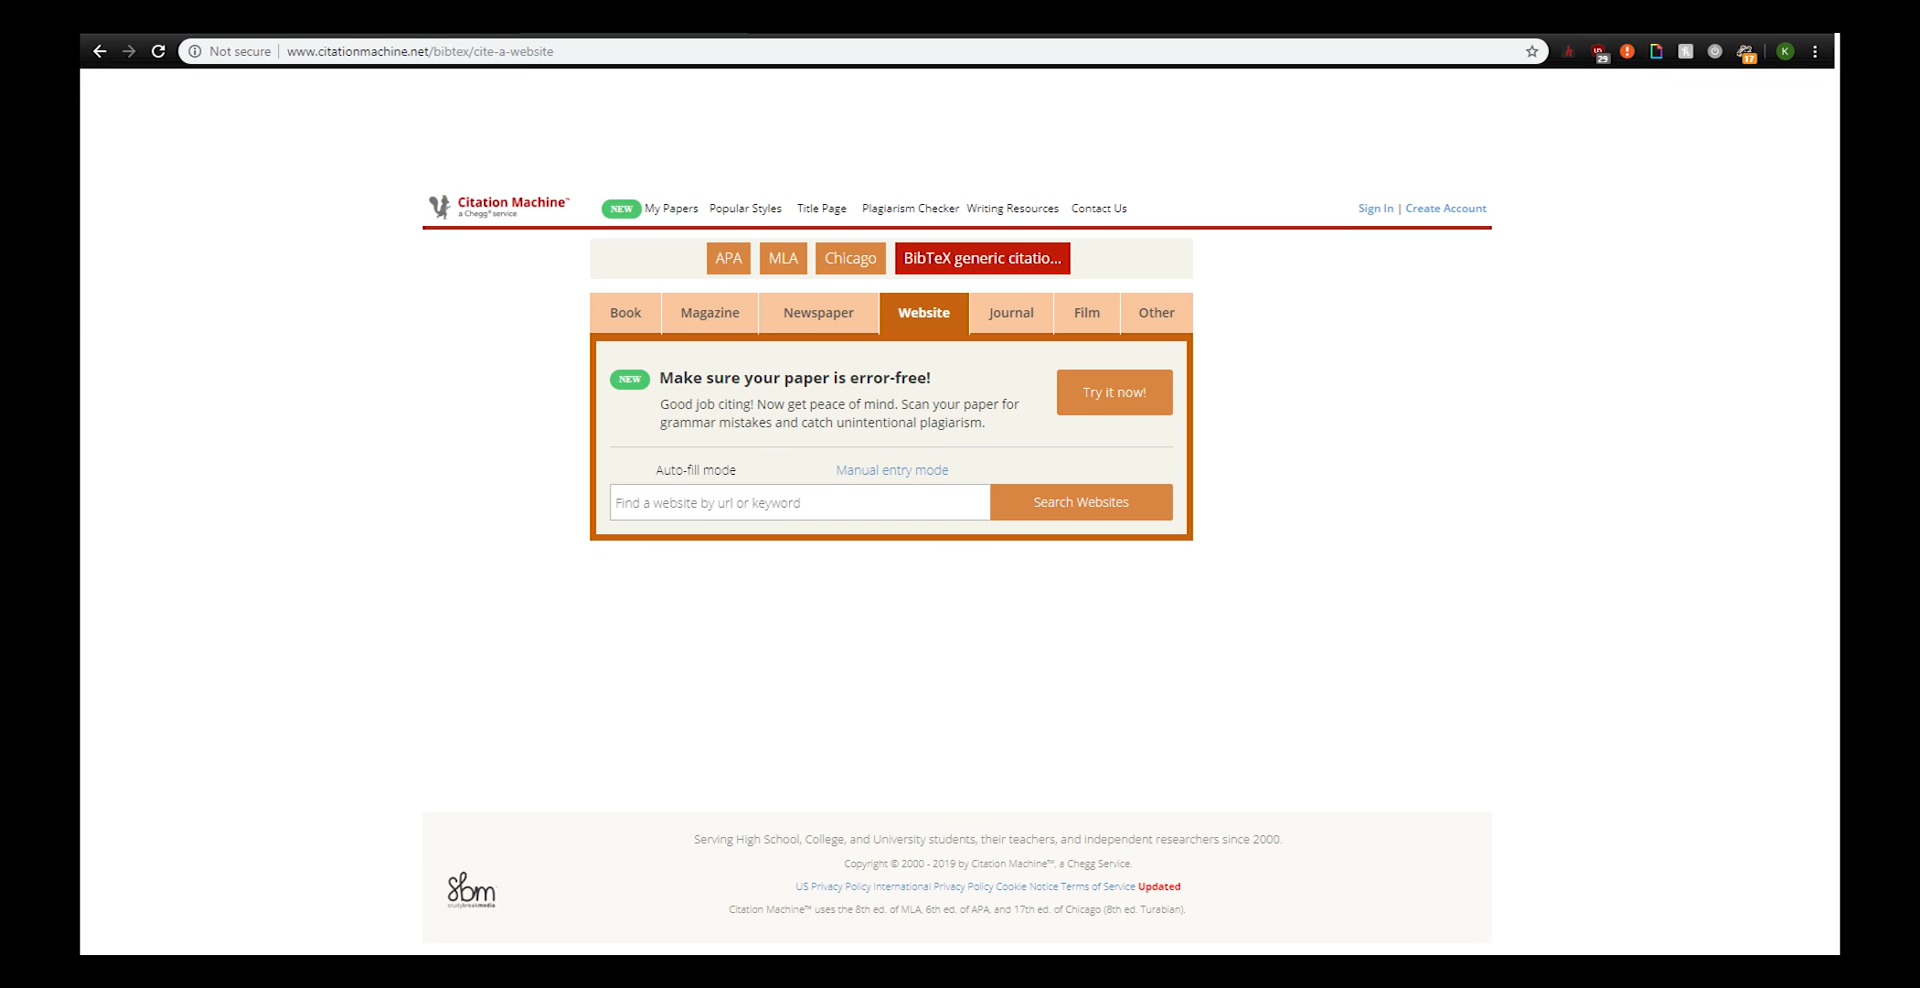 Not secure | www.citationmachine.net/bibtex/cite-a-website
29
17
K
Citation Machine™
a Chegg® service
NEW My Papers Popular Styles Title Page Plagiarism Checker Writing Resources Contact Us
Sign In | Create Account
APA MLA Chicago BibTeX generic citatio...
Book Magazine Newspaper Website Journal Film Other
NEW Make sure your paper is error-free!
Good job citing! Now get peace of mind. Scan your paper for
grammar mistakes and catch unintentional plagiarism.
Try it now!
Auto-fill mode Manual entry mode
Find a website by url or keyword Search Websites
Serving High School, College, and University students, their teachers, and independent researchers since 2000.
Copyright © 2000 - 2019 by Citation Machine™, a Chegg Service.
US Privacy Policy International Privacy Policy Cookie Notice Terms of Service Updated
Citation Machine™ uses the 8th ed. of MLA, 6th ed. of APA, and 17th ed. of Chicago (8th ed. Turabian).
sbm
studybreakmedia